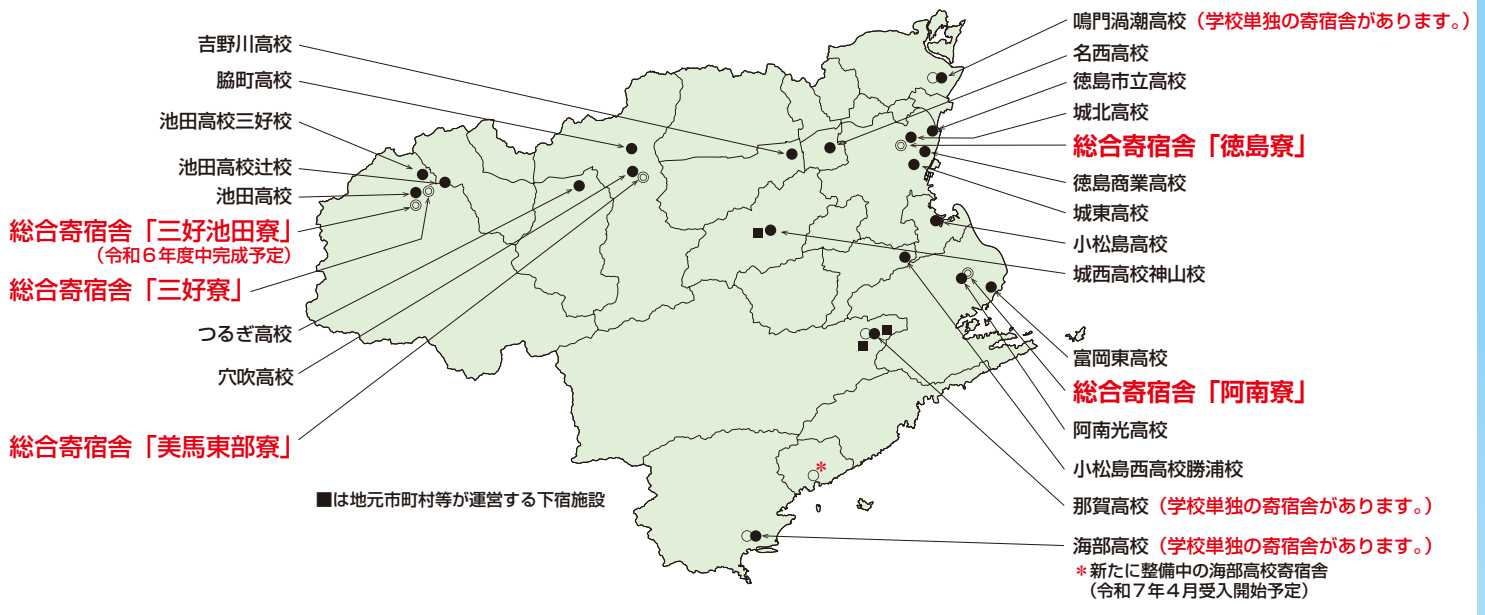 吉野川高校
脇町高校
池田高校三好校
池田高校辻校
池田高校
総合寄宿舎「三好池田寮」
（令和６年度中完成予定）
総合寄宿舎「三好寮」
つるぎ高校
穴吹高校
総合寄宿舎「美馬東部寮」
■は地元市町村等が運営する下宿施設
＊
鳴門渦潮高校（学校単独の寄宿舎があります。）
名西高校
徳島市立高校
城北高校
総合寄宿舎「徳島寮」
徳島商業高校
城東高校
小松島高校
城西高校神山校
富岡東高校
総合寄宿舎「阿南寮」
阿南光高校
小松島西高校勝浦校
那賀高校（学校単独の寄宿舎があります。）
海部高校（学校単独の寄宿舎があります。）
＊新たに整備中の海部高校寄宿舎
（令和７年４月受入開始予定）